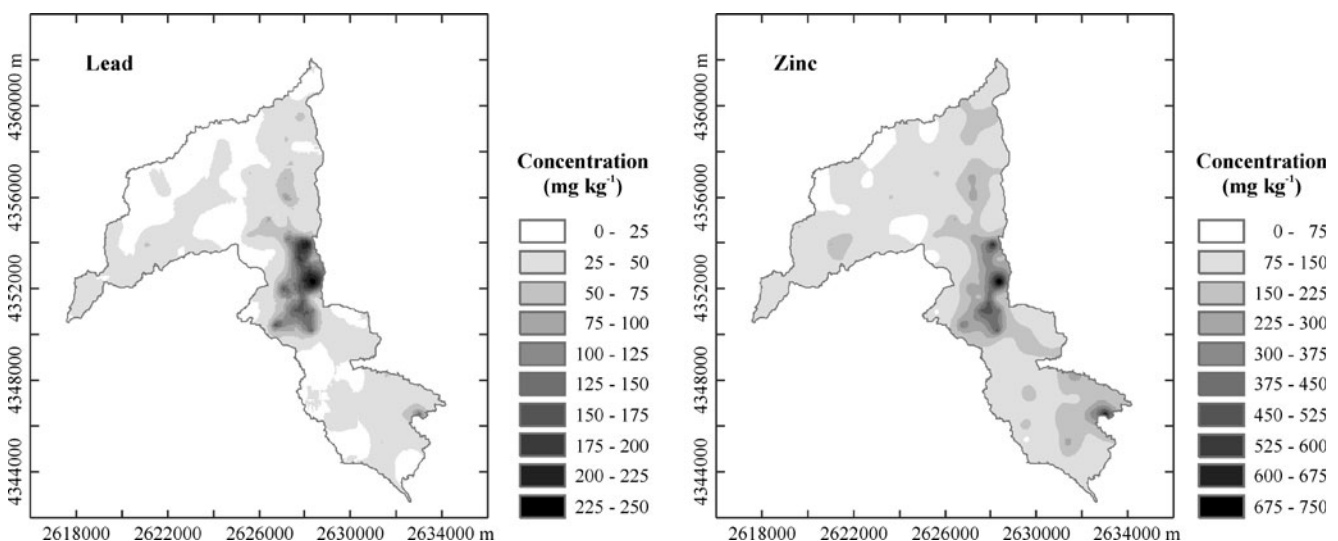 Lead
4360000 m
4356000
4352000
4348000
4344000
2618000 2622000 2626000 2630000 2634000 m
Concentration
(mg kg⁻¹)
0 - 25
25 - 50
50 - 75
75 - 100
100 - 125
125 - 150
150 - 175
175 - 200
200 - 225
225 - 250
Zinc
4360000 m
4356000
4352000
4348000
4344000
2618000 2622000 2626000 2630000 2634000 m
Concentration
(mg kg⁻¹)
0 - 75
75 - 150
150 - 225
225 - 300
300 - 375
375 - 450
450 - 525
525 - 600
600 - 675
675 - 750